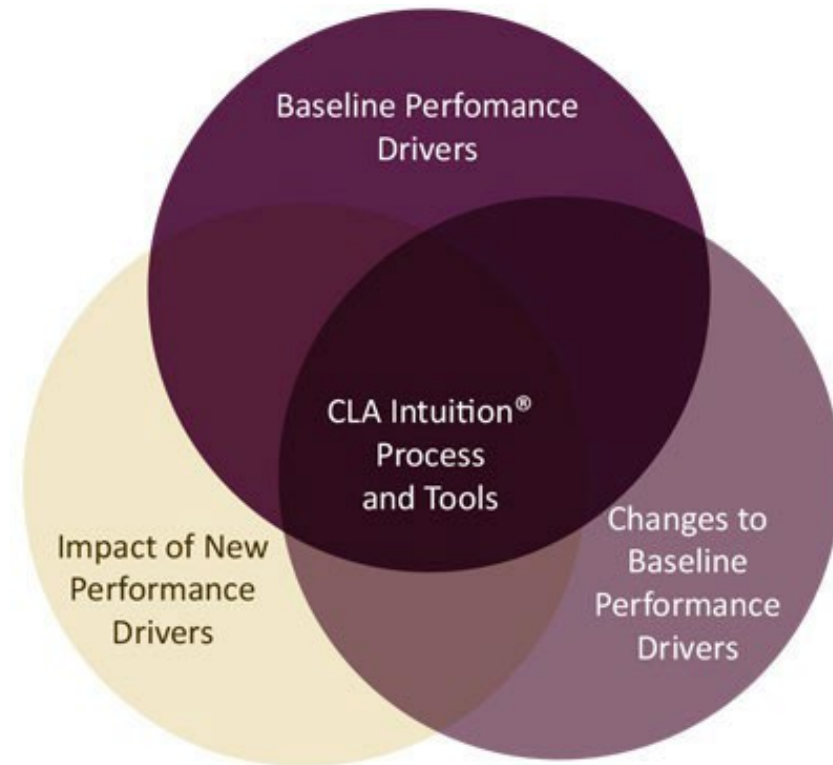 Baseline Perfomance
Drivers
CLA Intuition®
Process
and Tools
Impact of New
Performance
Drivers
Changes to
Baseline
Performance
Drivers